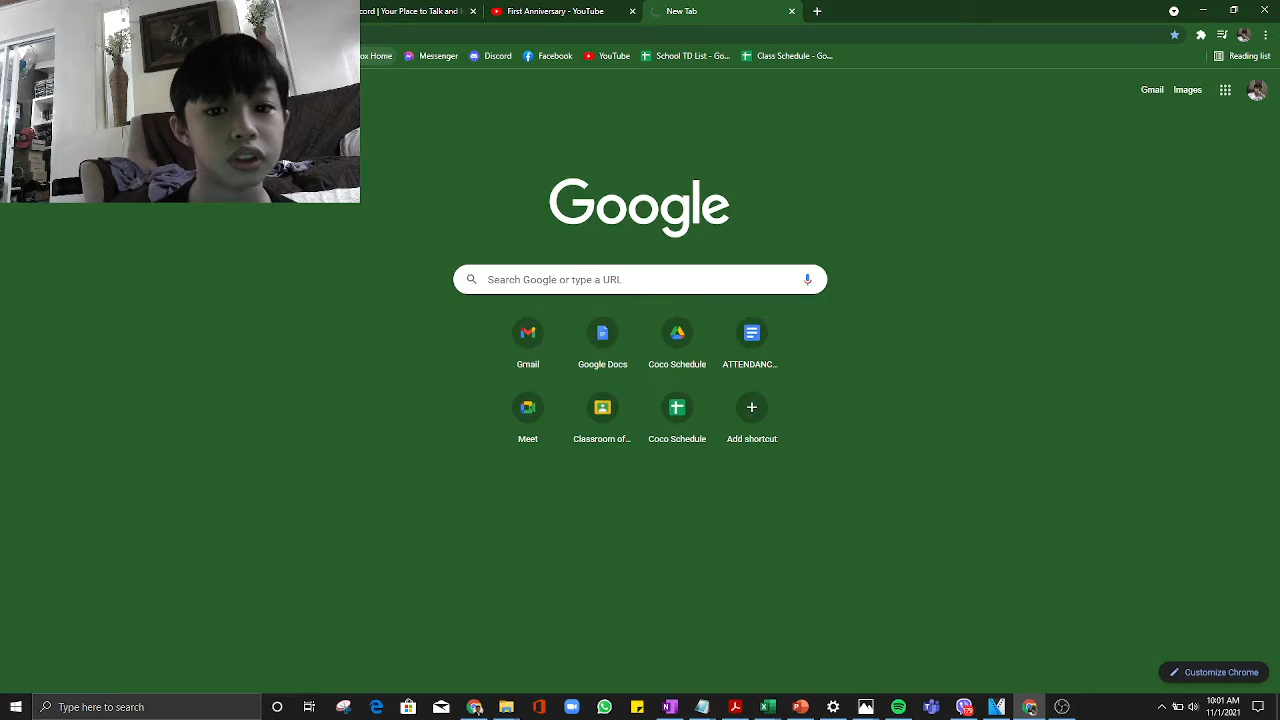 cord | Your Place to Talk and H
First Anniversary - YouTube
New Tab
ox Home
Messenger
Discord
Facebook
YouTube
School TD List - Go...
Class Schedule - Goo...
Reading list
Gmail
Images
Google
Search Google or type a URL
Gmail
Google Docs
Coco Schedule
ATTENDANC...
Meet
Classroom of...
Coco Schedule
Add shortcut
Customize Chrome
Type here to search
10:01 AM
11/1/2021